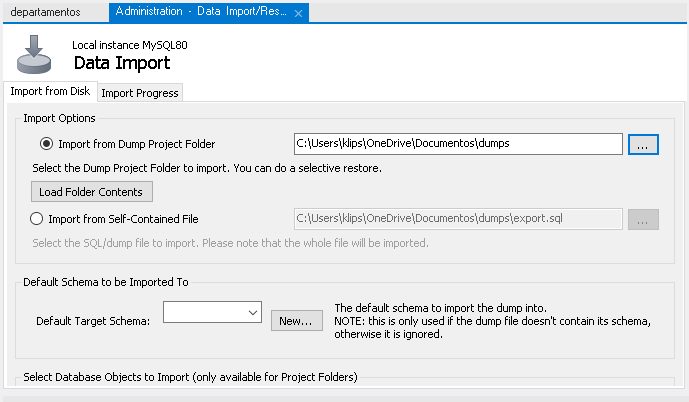 departamentos
Administration - Data Import/Res...
Local instance MySQL80
Data Import
Import from Disk
Import Progress
Import Options
Import from Dump Project Folder
C:\Users\klips\OneDrive\Documentos\dumps
...
Select the Dump Project Folder to import. You can do a selective restore.
Load Folder Contents
Import from Self-Contained File
C:\Users\klips\OneDrive\Documentos\dumps\export.sql
...
Select the SQL/dump file to import. Please note that the whole file will be imported.
Default Schema to be Imported To
Default Target Schema:
New...
The default schema to import the dump into.
NOTE: this is only used if the dump file doesn't contain its schema,
otherwise it is ignored.
Select Database Objects to Import (only available for Project Folders)